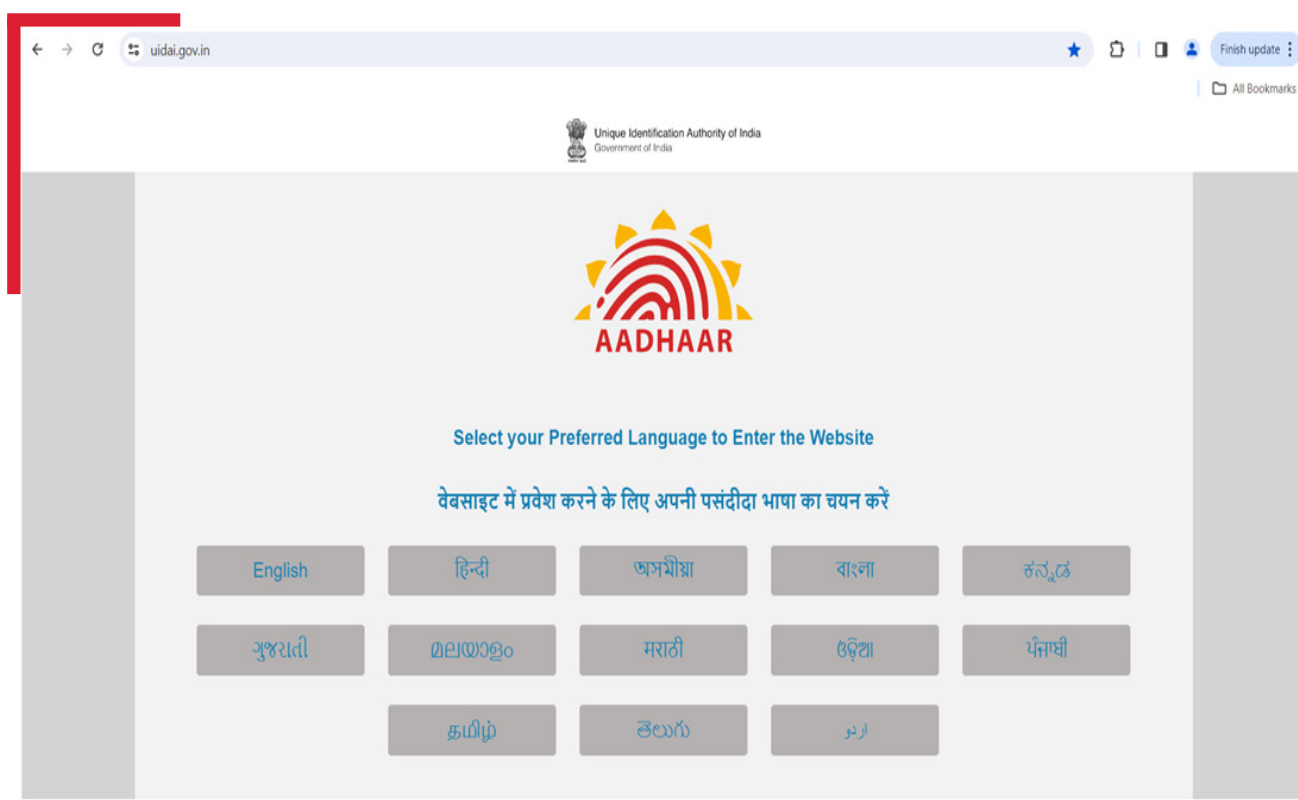 uidai.gov.in
Finish update
All Bookmarks
Unique Identification Authority of India
Government of India
AADHAAR
Select your Preferred Language to Enter the Website
वेबसाइट में प्रवेश करने के लिए अपनी पसंदीदा भाषा का चयन करें
English हिन्दी অসমীয়া বাংলা ಕನ್ನಡ
ગુજરાતી മലയാളം मराठी ଓଡ଼ିଆ ਪੰਜਾਬੀ
தமிழ் తెలుగు اردو